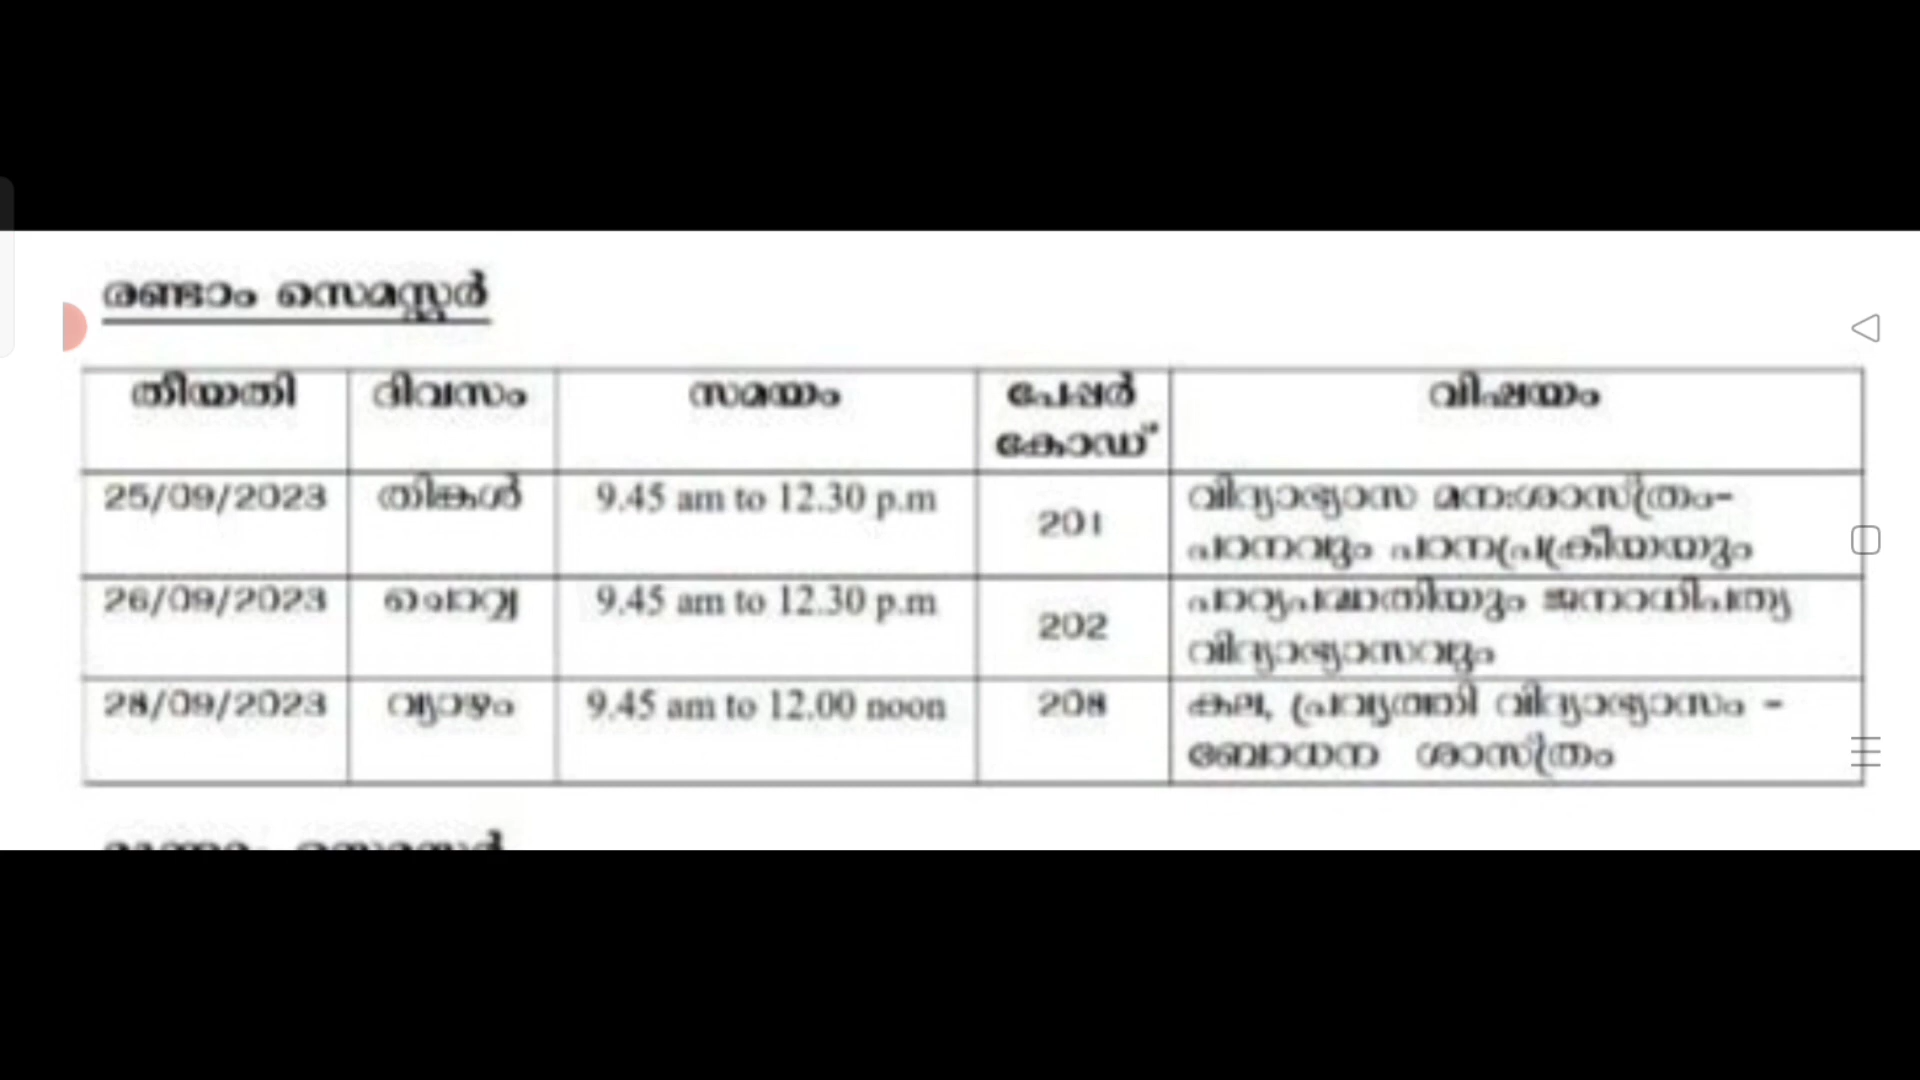 രണ്ടാം സെമസ്റ്റർ
തീയതി ദിവസം സമയം പേപ്പർ കോഡ് വിഷയം
25/09/2023 തിങ്കൾ 9.45 am to 12.30 p.m 201 വിദ്യാഭ്യാസ മന:ശാസ്ത്രം-
പഠനവും പഠനപ്രക്രിയയും
26/09/2023 ചൊവ്വ 9.45 am to 12.30 p.m 202 പാഠ്യപദ്ധതിയും ജനാധിപത്യ
വിദ്യാഭ്യാസവും
28/09/2023 വ്യാഴം 9.45 am to 12.00 noon 208 കല, പ്രവൃത്തി വിദ്യാഭ്യാസം -
ബോധന ശാസ്ത്രം